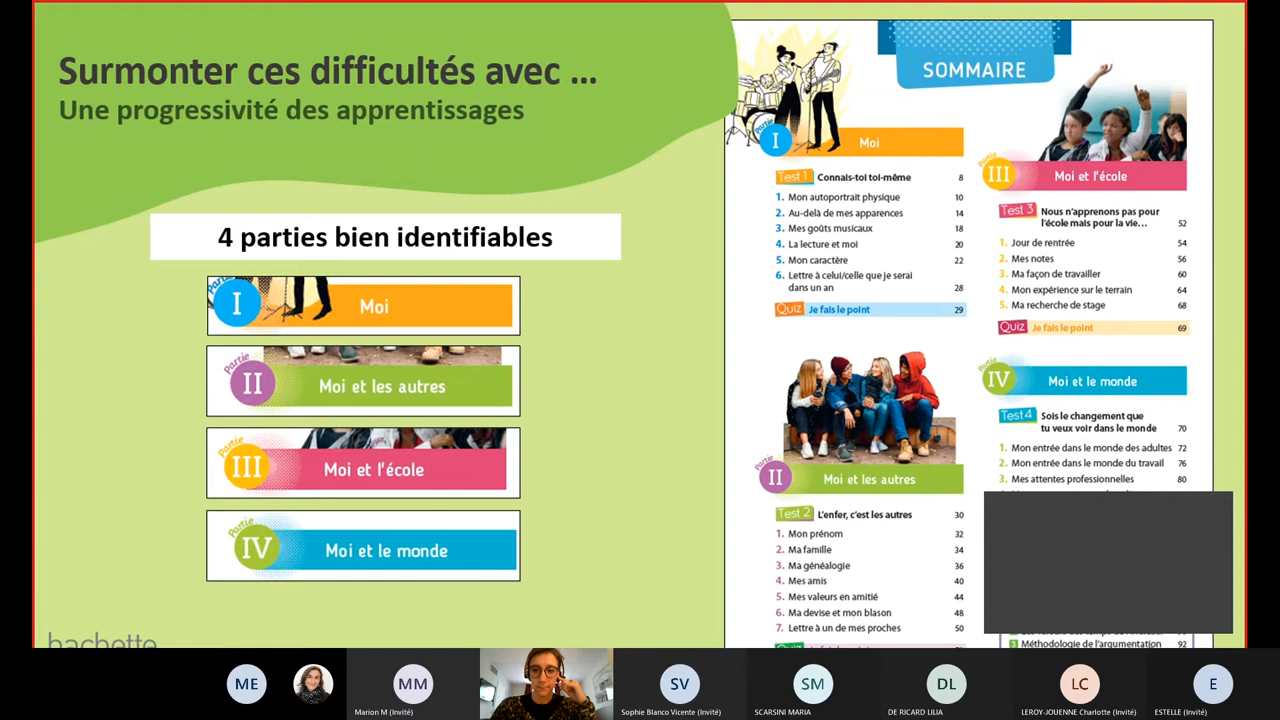 Surmonter ces difficultés avec ...
Une progressivité des apprentissages
4 parties bien identifiables
Partie
I
Moi
Partie
II
Moi et les autres
Partie
III
Moi et l'école
Partie
IV
Moi et le monde
hachette
SOMMAIRE
Partie
I
Moi
Test 1 Connais-toi toi-même 8
1. Mon autoportrait physique 10
2. Au-delà de mes apparences 14
3. Mes goûts musicaux 18
4. La lecture et moi 20
5. Mon caractère 22
6. Lettre à celui/celle que je serai
dans un an 28
Quiz Je fais le point 29
Partie
II
Moi et les autres
Test 2 L'enfer, c'est les autres 30
1. Mon prénom 32
2. Ma famille 34
3. Ma généalogie 36
4. Mes amis 40
5. Mes valeurs en amitié 44
6. Ma devise et mon blason 48
7. Lettre à un de mes proches 50
Partie
III
Moi et l'école
Test 3 Nous n'apprenons pas pour
l'école mais pour la vie... 52
1. Jour de rentrée 54
2. Mes notes 56
3. Ma façon de travailler 60
4. Mon expérience sur le terrain 64
5. Ma recherche de stage 68
Quiz Je fais le point 69
Partie
IV
Moi et le monde
Test 4 Sois le changement que
tu veux voir dans le monde 70
1. Mon entrée dans le monde des adultes 72
2. Mon entrée dans le monde du travail 76
3. Mes attentes professionnelles 80
3 Méthodologie de l'argumentation 92
ME
MM
Marion M (Invité)
SV
Sophie Blanco Vicente (Invité)
SM
SCARSINI MARIA
DL
DE RICARD LILIA
LC
LEROY-JOUENNE Charlotte (Invité)
E
ESTELLE (Invité)